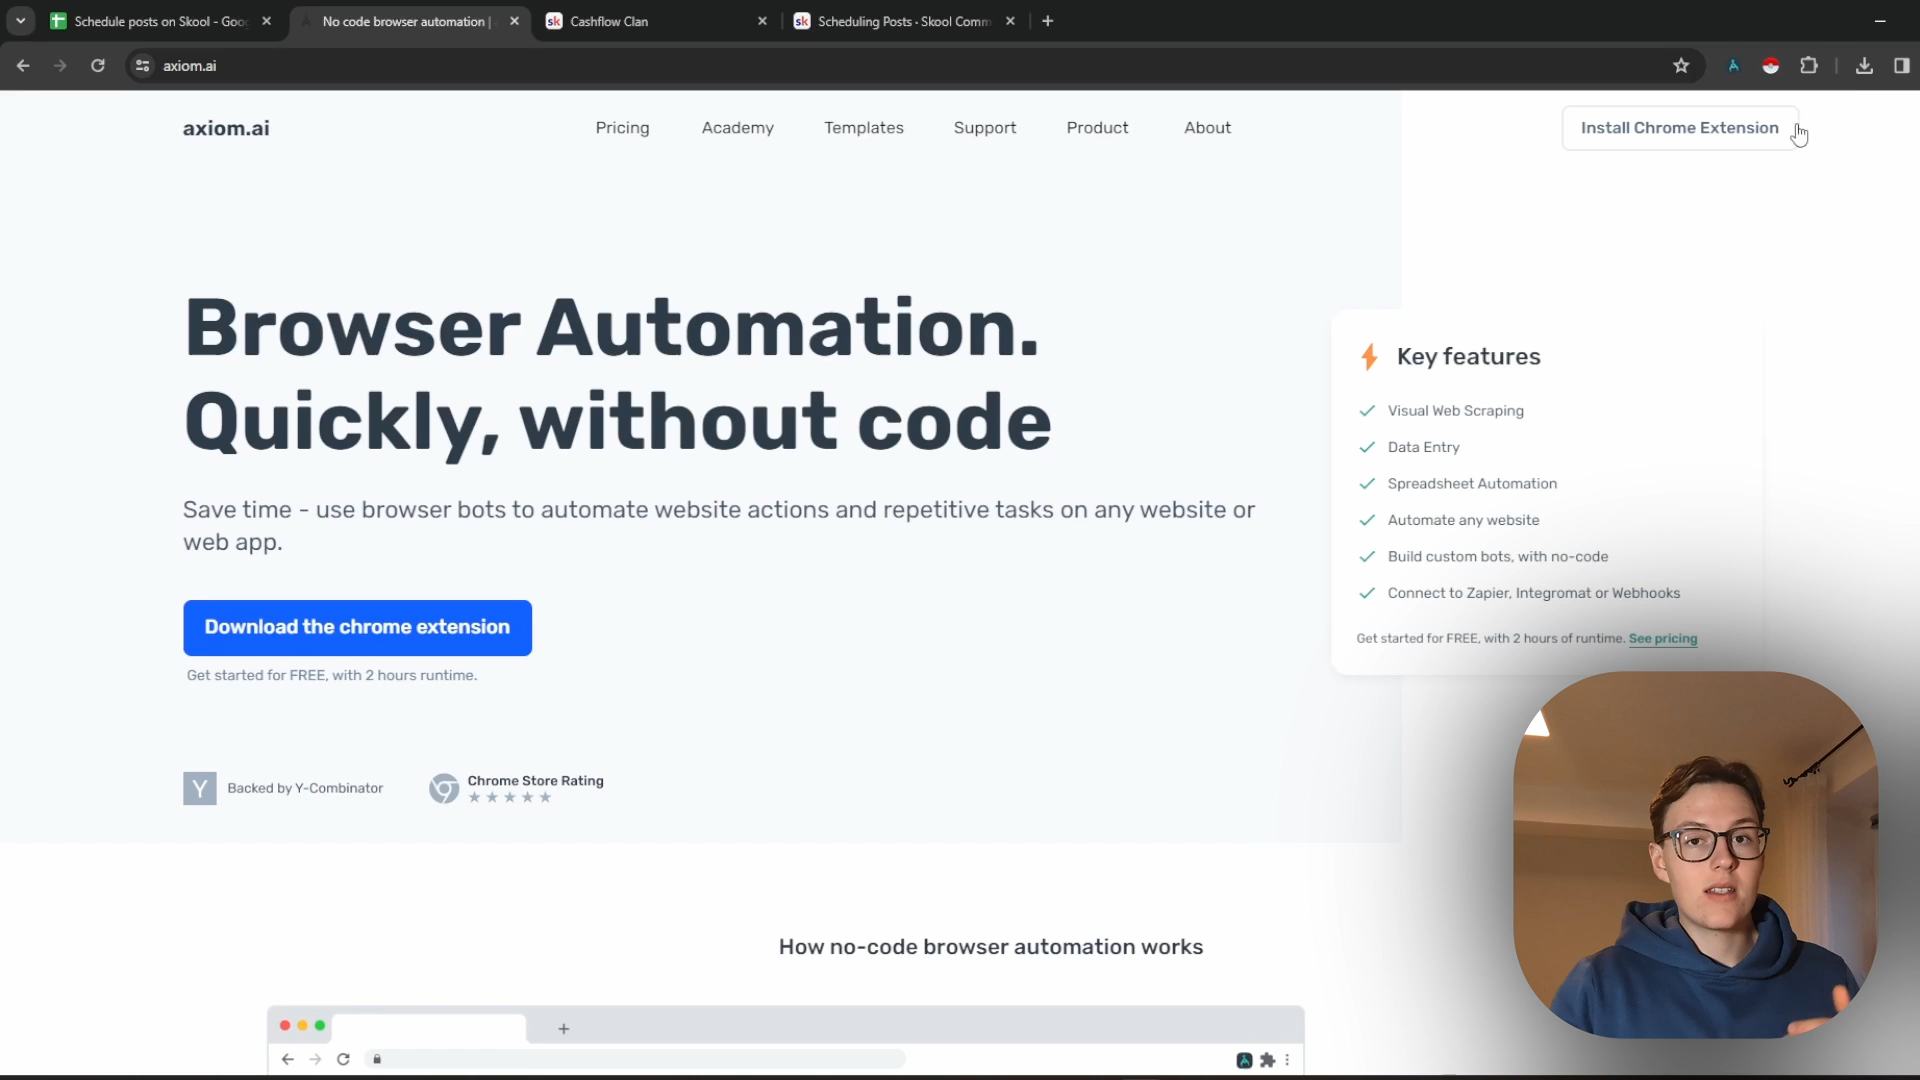 Schedule posts on Skool - Goo
No code browser automation |
sk Cashflow Clan
sk Scheduling Posts · Skool Comm
axiom.ai
axiom.ai
Pricing
Academy
Templates
Support
Product
About
Install Chrome Extension
Browser Automation.
Quickly, without code
Save time - use browser bots to automate website actions and repetitive tasks on any website or
web app.
Download the chrome extension
Get started for FREE, with 2 hours runtime.
Y Backed by Y-Combinator
Chrome Store Rating
Key features
Visual Web Scraping
Data Entry
Spreadsheet Automation
Automate any website
Build custom bots, with no-code
Connect to Zapier, Integromat or Webhooks
Get started for FREE, with 2 hours of runtime. See pricing
How no-code browser automation works